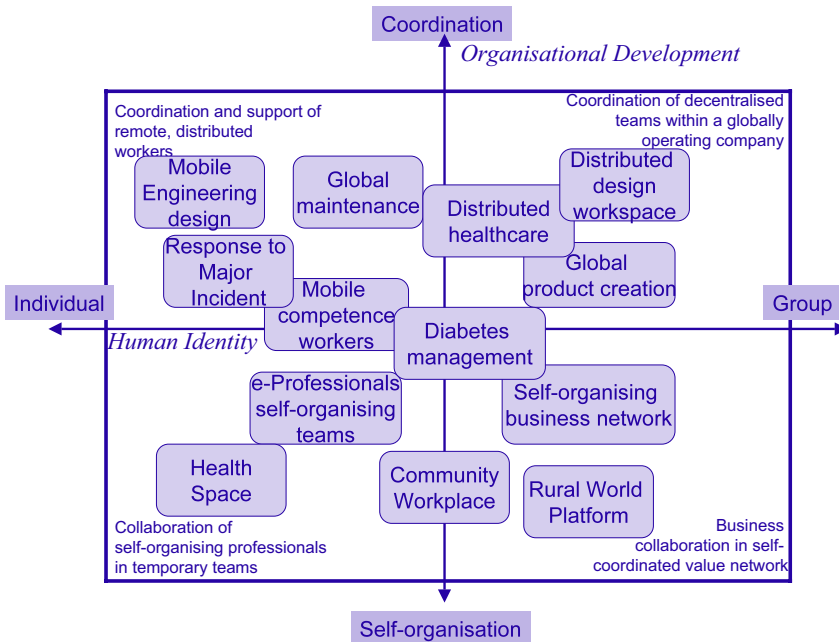 Coordination
Organisational Development
Coordination and support of
remote, distributed
workers
Coordination of decentralised
teams within a globally
operating company
Mobile
Engineering
design
Global
maintenance
Distributed
healthcare
Distributed
design
workspace
Response to
Major
Incident
Global
product creation
Individual
Group
Mobile
competence
workers
Human Identity
Diabetes
management
e-Professionals
self-organising
teams
Self-organising
business network
Health
Space
Community
Workplace
Rural World
Platform
Collaboration of
self-organising professionals
in temporary teams
Business
collaboration in self-
coordinated value network
Self-organisation